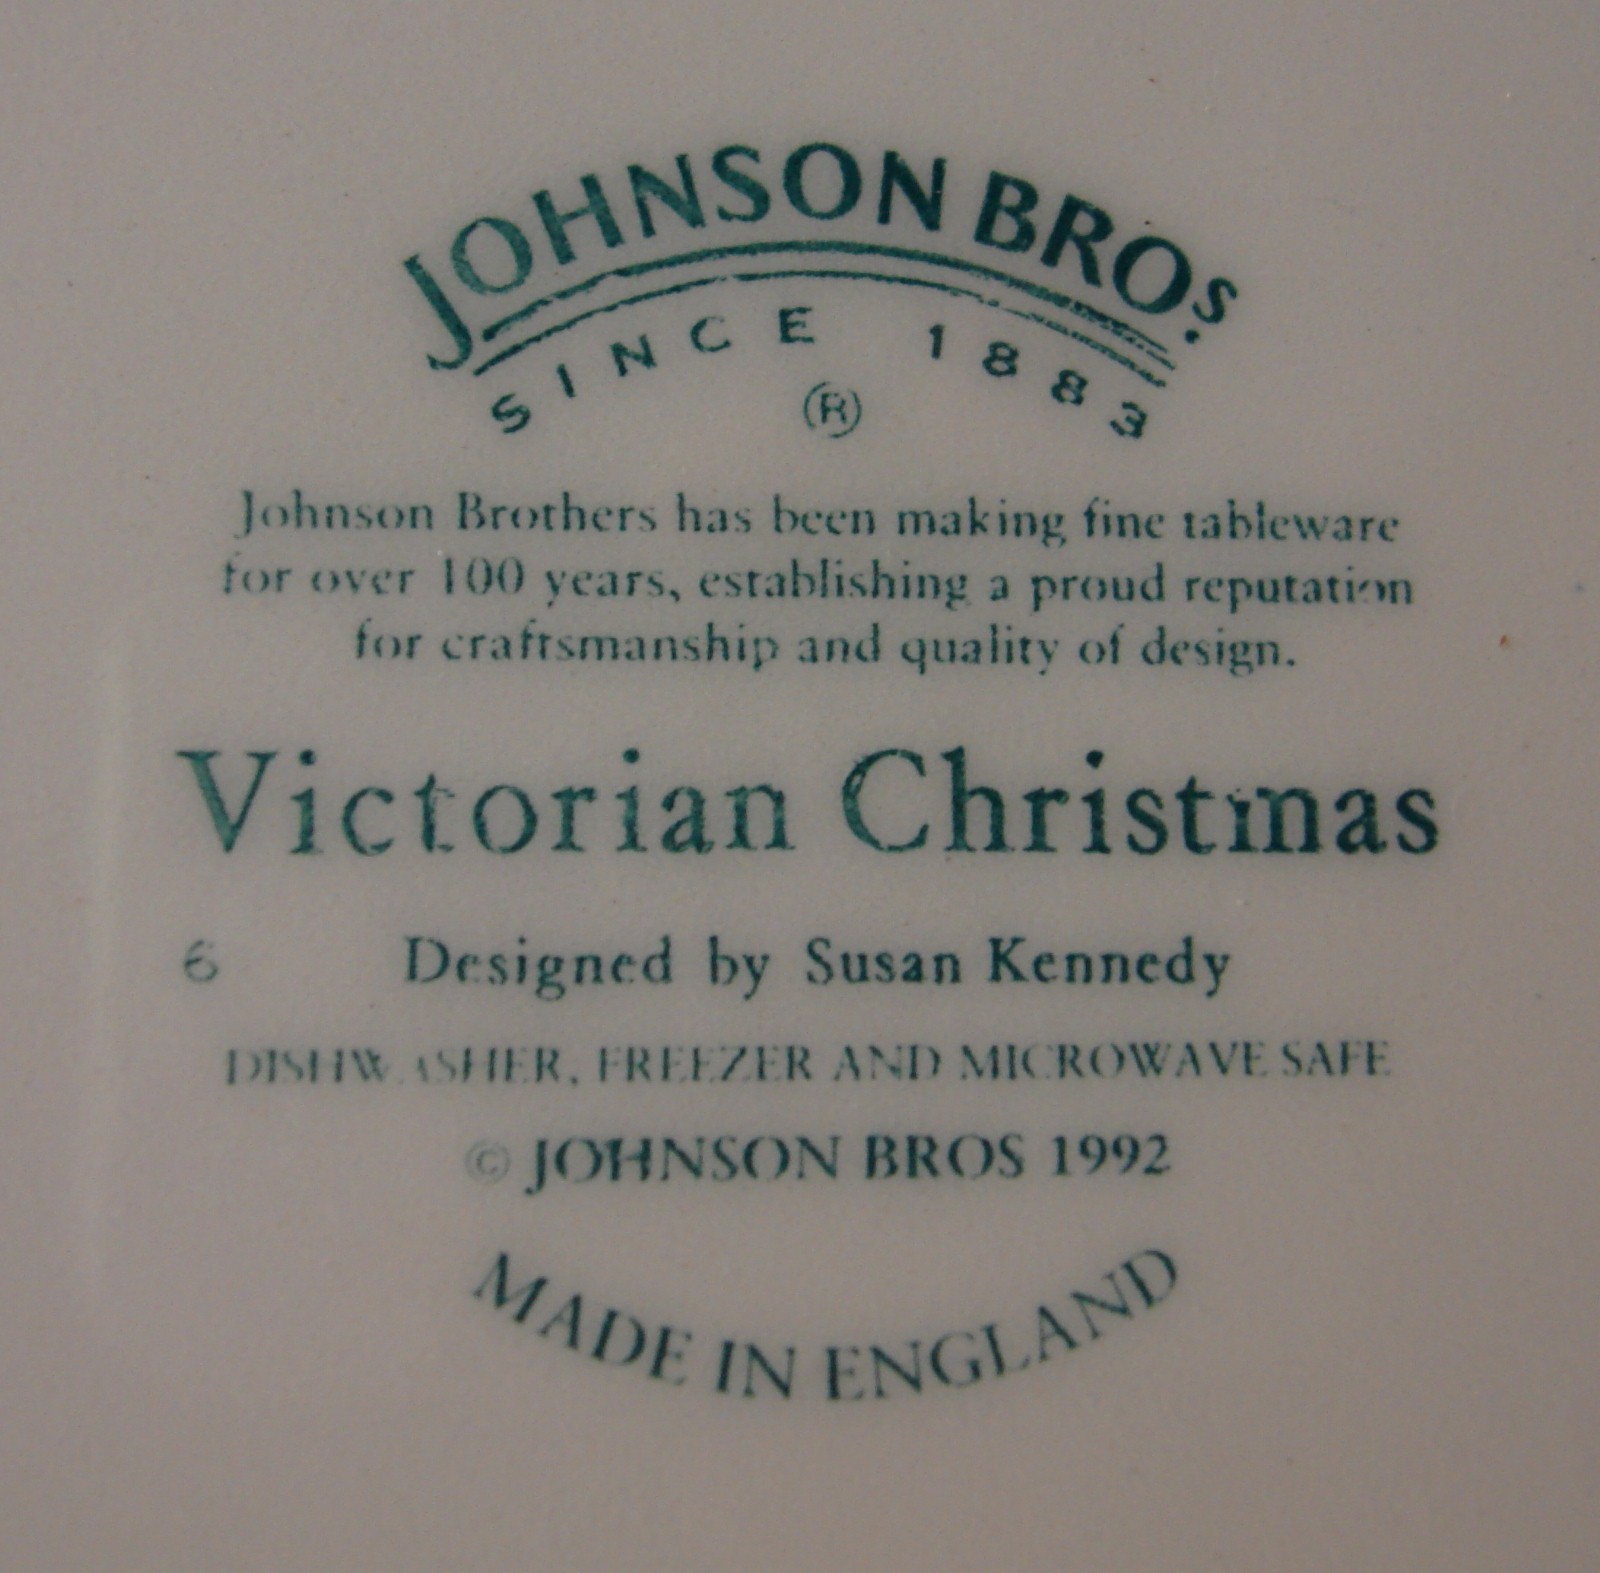 JOHNSON BROS.
SINCE 1883
®
Johnson Brothers has been making fine tableware
for over 100 years, establishing a proud reputation
for craftsmanship and quality of design.
Victorian Christmas
6 Designed by Susan Kennedy
DISHWASHER, FREEZER AND MICROWAVE SAFE
© JOHNSON BROS 1992
MADE IN ENGLAND